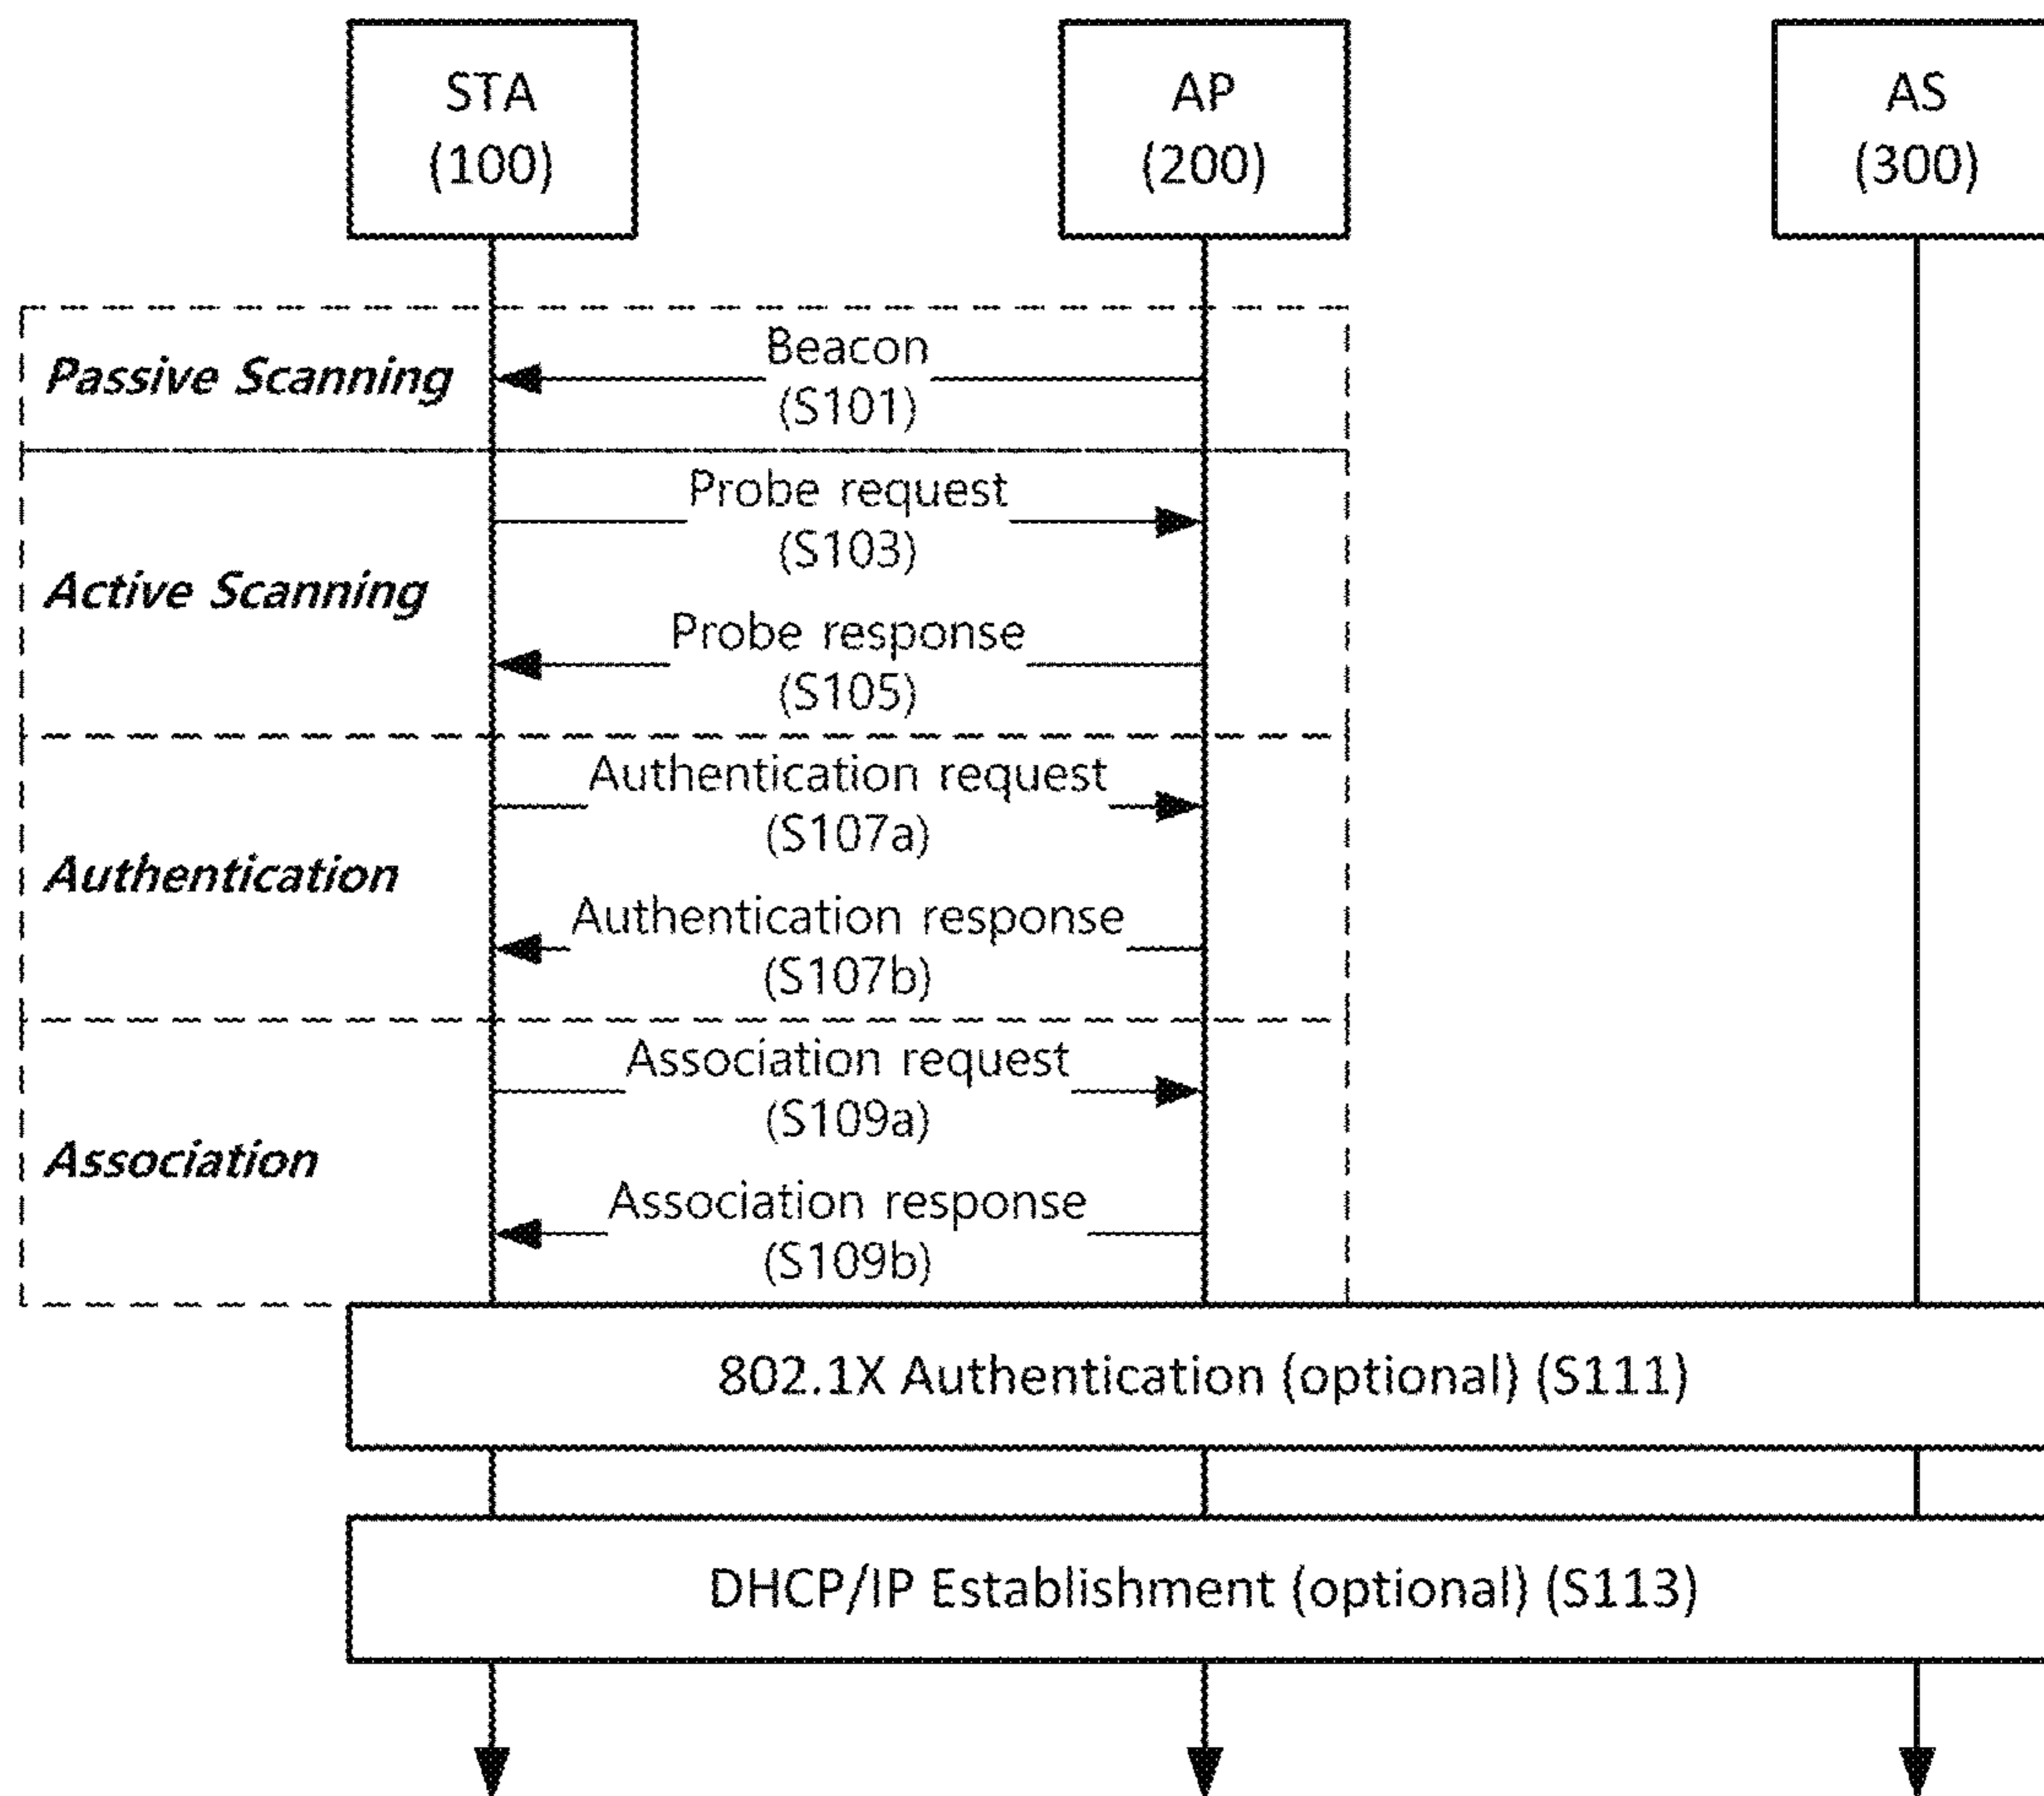 STA
(100)
AP
(200)
AS
(300)
Passive Scanning
Beacon
(S101)
Active Scanning
Probe request
(S103)
Probe response
(S105)
Authentication
Authentication request
(S107a)
Authentication response
(S107b)
Association
Association request
(S109a)
Association response
(S109b)
802.1X Authentication (optional) (S111)
DHCP/IP Establishment (optional) (S113)